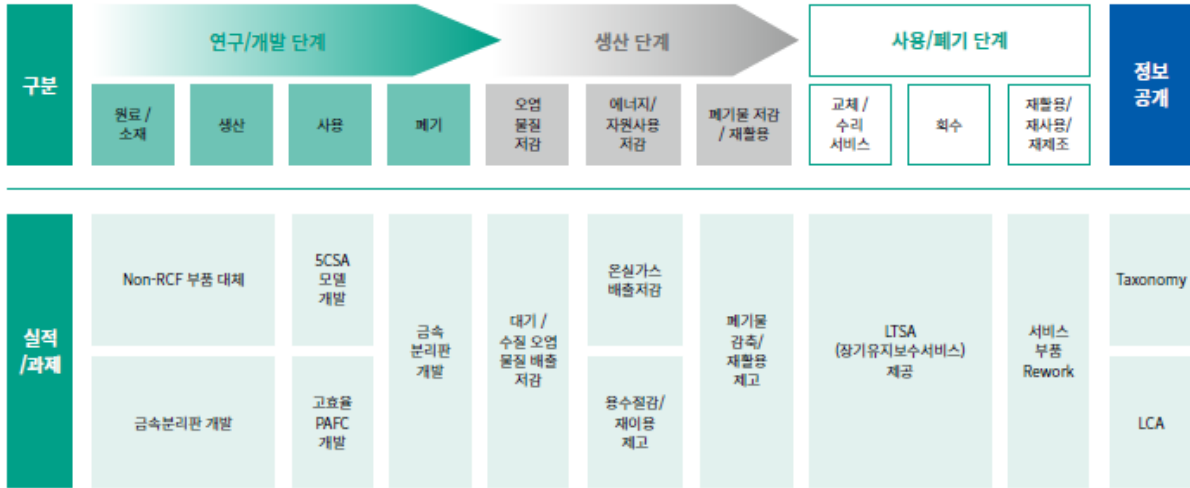 구분
연구/개발 단계
생산 단계
사용/폐기 단계
정보
공개
원료 /
소재
생산
사용
폐기
오염
물질
저감
에너지/
자원사용
저감
폐기물 저감
/ 재활용
교체 /
수리
서비스
회수
재활용/
재사용/
재제조
실적
/과제
Non-RCF 부품 대체
금속분리판 개발
5CSA
모델
개발
고효율
PAFC
개발
금속
분리판
개발
대기 /
수질 오염
물질 배출
저감
온실가스
배출저감
용수절감/
재이용
제고
폐기물
감축/
재활용
제고
LTSA
(장기유지보수서비스)
제공
서비스
부품
Rework
Taxonomy
LCA